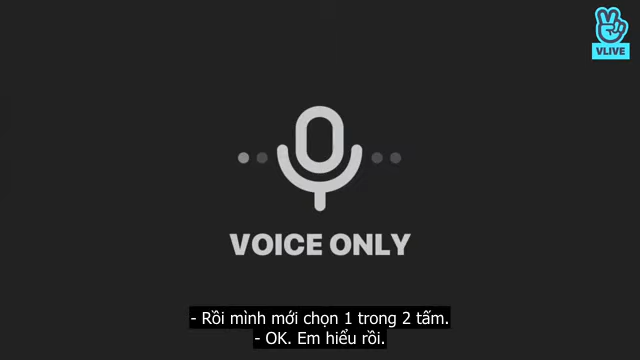 VLIVE
VOICE ONLY
- Rồi mình mới chọn 1 trong 2 tấm.
- OK. Em hiểu rồi.